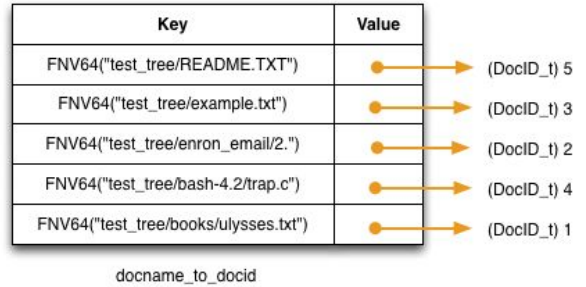 Key Value
FNV64("test_tree/README.TXT") (DocID_t) 5
FNV64("test_tree/example.txt") (DocID_t) 3
FNV64("test_tree/enron_email/2.") (DocID_t) 2
FNV64("test_tree/bash-4.2/trap.c") (DocID_t) 4
FNV64("test_tree/books/ulysses.txt") (DocID_t) 1
docname_to_docid